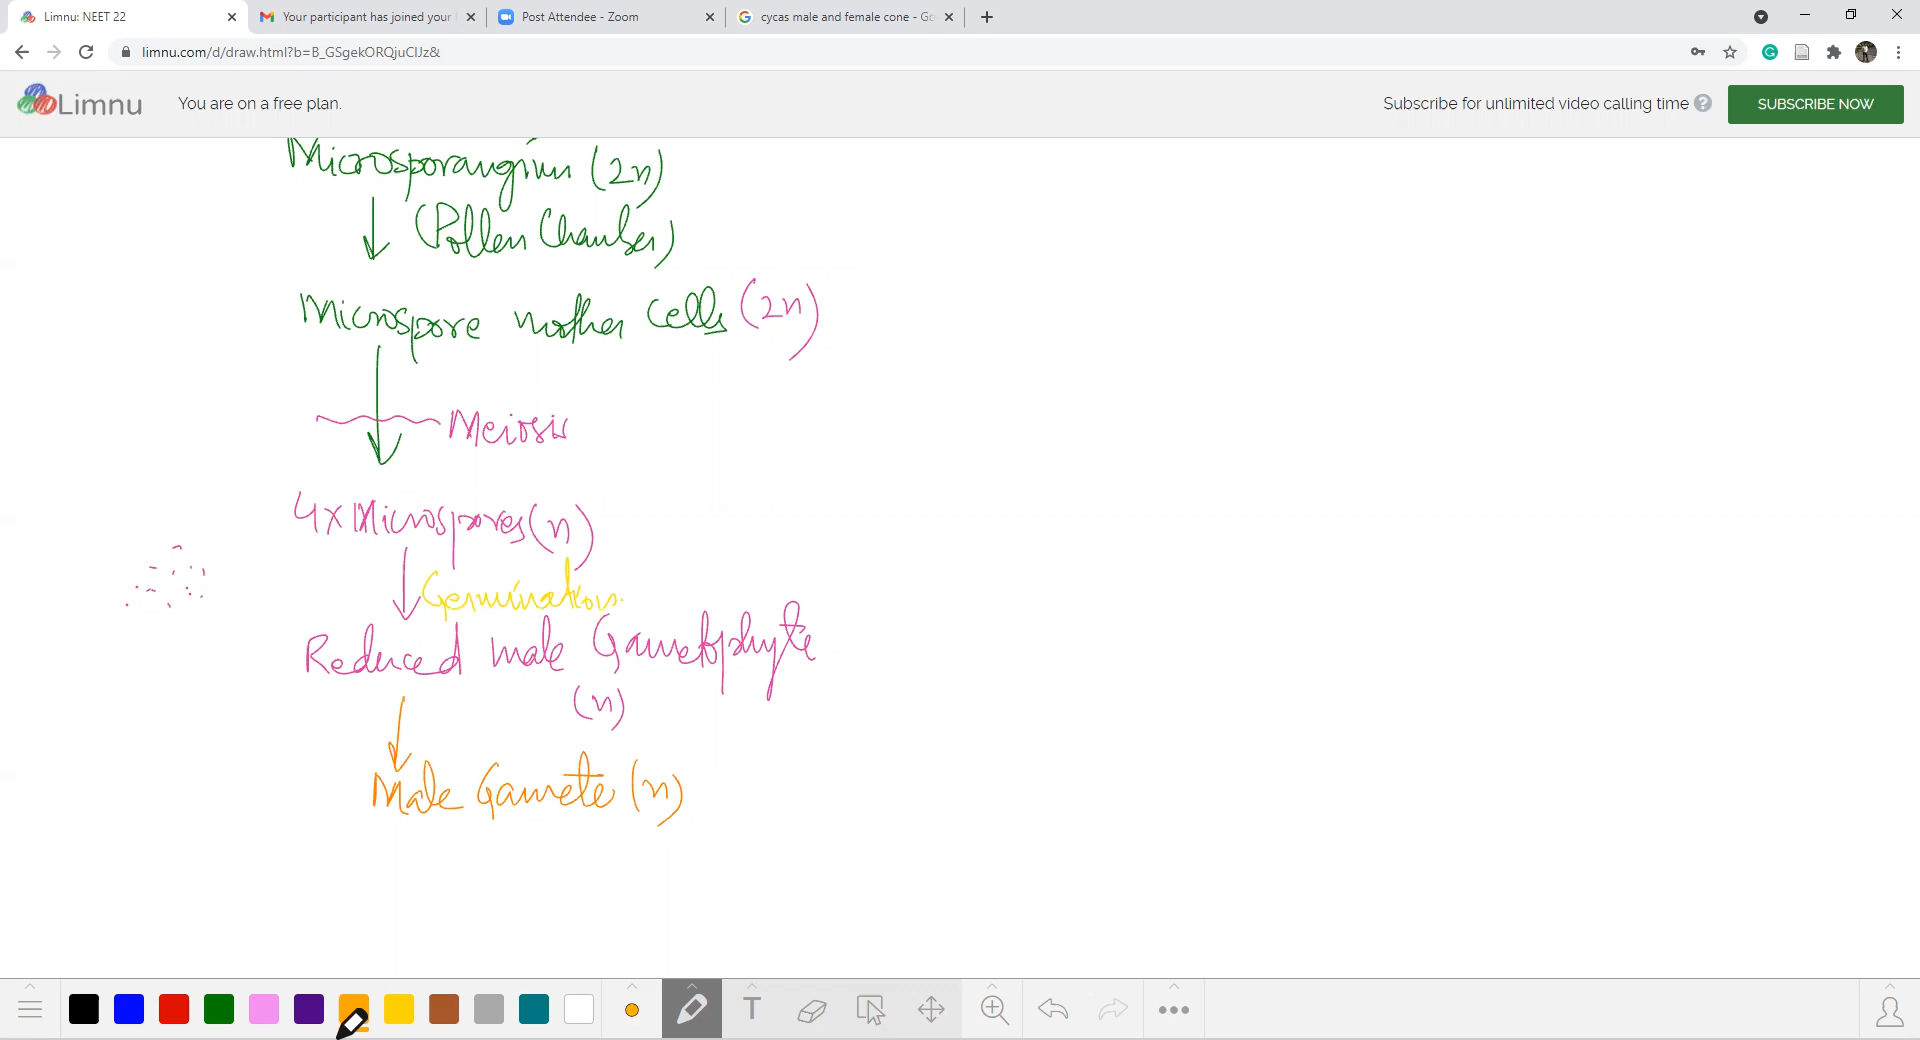 Limnu: NEET 22
Your participant has joined your
Post Attendee - Zoom
cycas male and female cone - Go
limnu.com/d/draw.html?b=B_GSgekORQjuClJz&
Limnu
You are on a free plan.
Subscribe for unlimited video calling time ?
SUBSCRIBE NOW
Microsporangium (2n)
(Pollen Chamber)
Microspore mother cells (2n)
Meiosis
4x Microspores (n)
Germination.
Reduced male Gametophyte
(n)
Male Gamete (n)
T